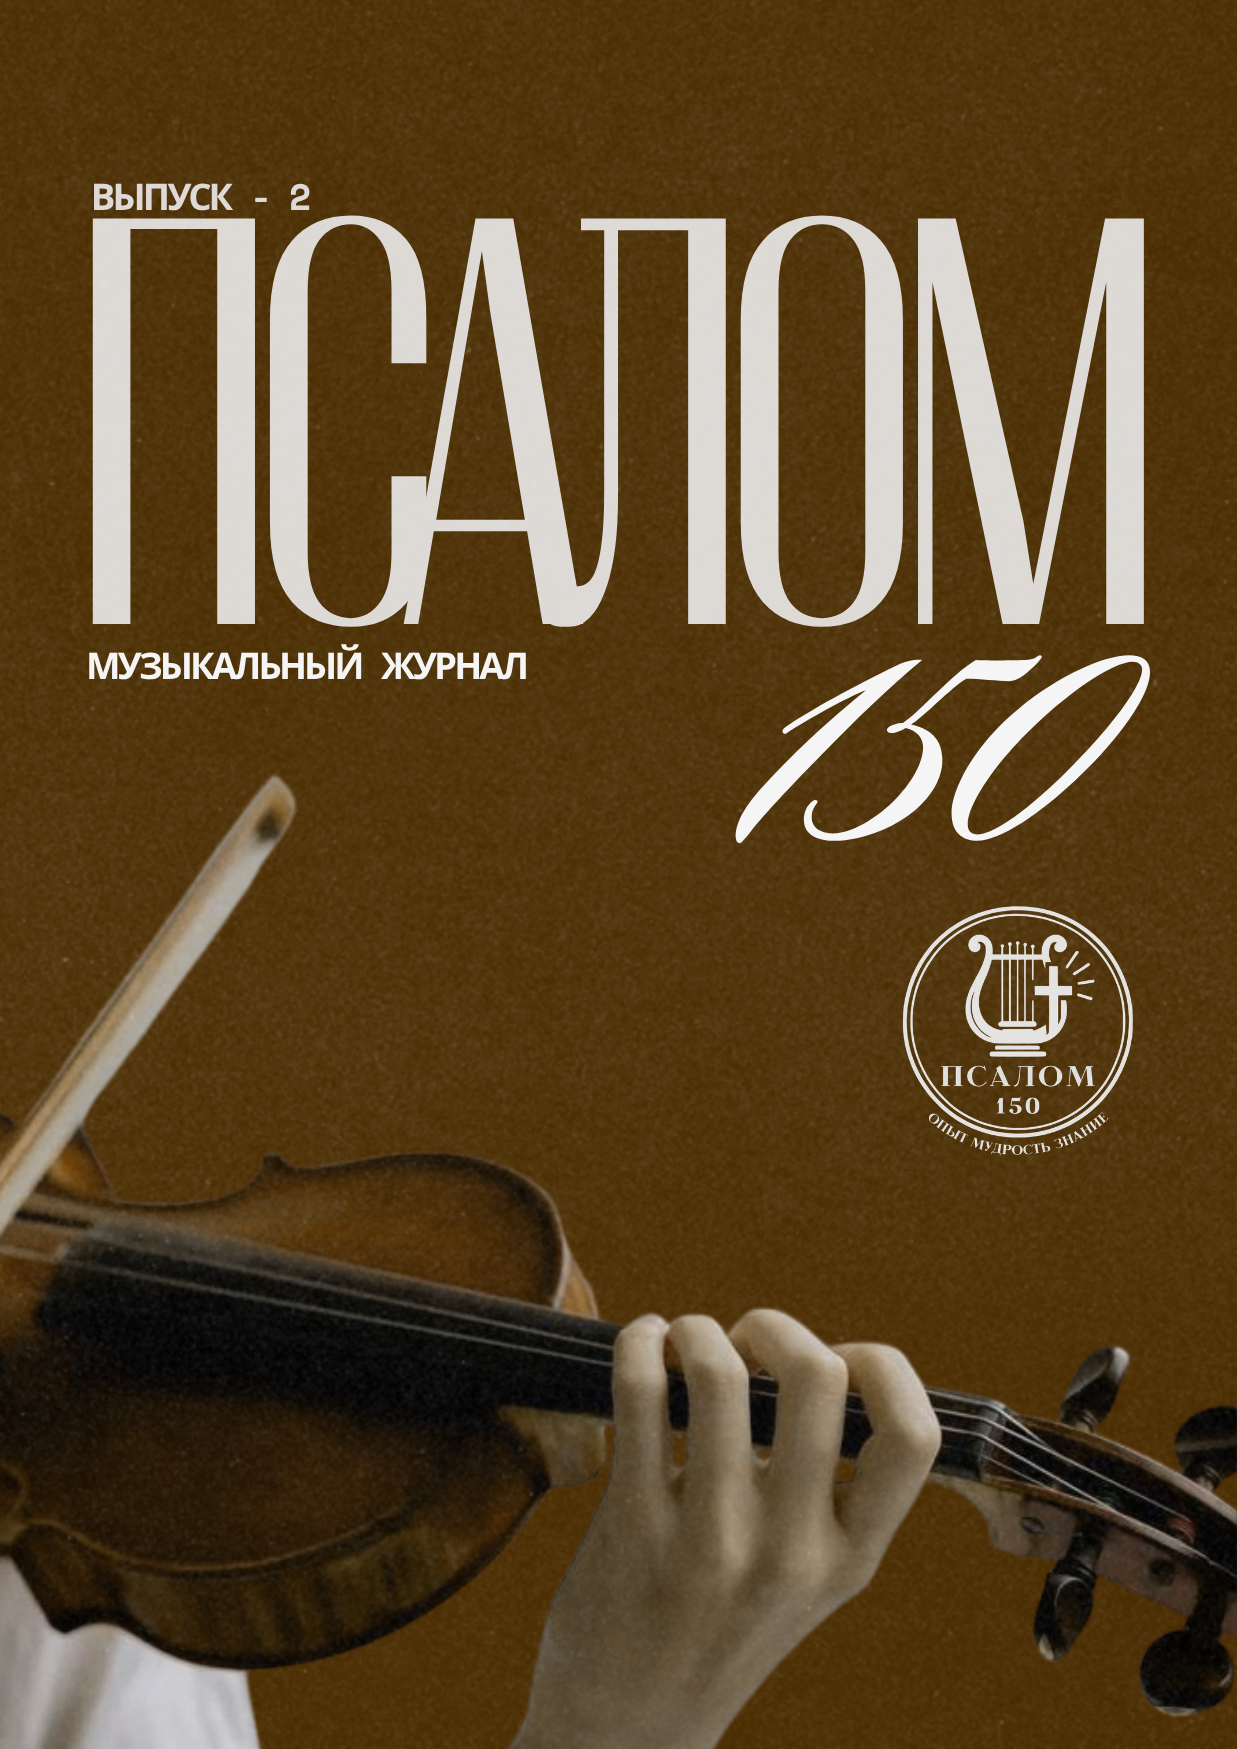 ВЫПУСК - 2
ПСАЛОМ
МУЗЫКАЛЬНЫЙ ЖУРНАЛ
150
ПСАЛОМ
150
ОПЫТ МУДРОСТЬ ЗНАНИЕ